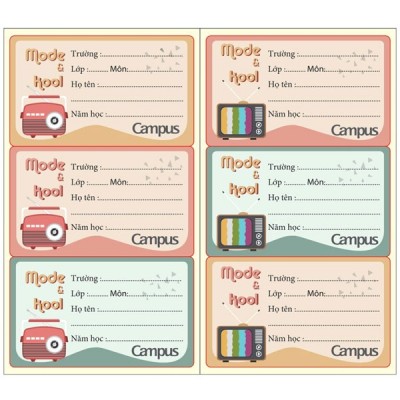 Mode
&
Kool
Trường:
Lớp: Môn:
Họ tên:
Năm học:
Campus
Mode
&
Kool
Trường:
Lớp: Môn:
Họ tên:
Năm học:
Campus
Mode
&
Kool
Trường:
Lớp: Môn:
Họ tên:
Năm học:
Campus
Mode
&
Kool
Trường:
Lớp: Môn:
Họ tên:
Năm học:
Campus
Mode
&
Kool
Trường:
Lớp: Môn:
Họ tên:
Năm học:
Campus
Mode
&
Kool
Trường:
Lớp: Môn:
Họ tên:
Năm học:
Campus